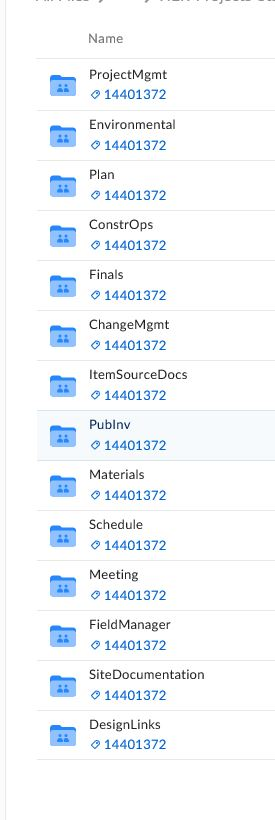 Name
ProjectMgmt
14401372
Environmental
14401372
Plan
14401372
ConstrOps
14401372
Finals
14401372
ChangeMgmt
14401372
ItemSourceDocs
14401372
PubInv
14401372
Materials
14401372
Schedule
14401372
Meeting
14401372
FieldManager
14401372
SiteDocumentation
14401372
DesignLinks
14401372